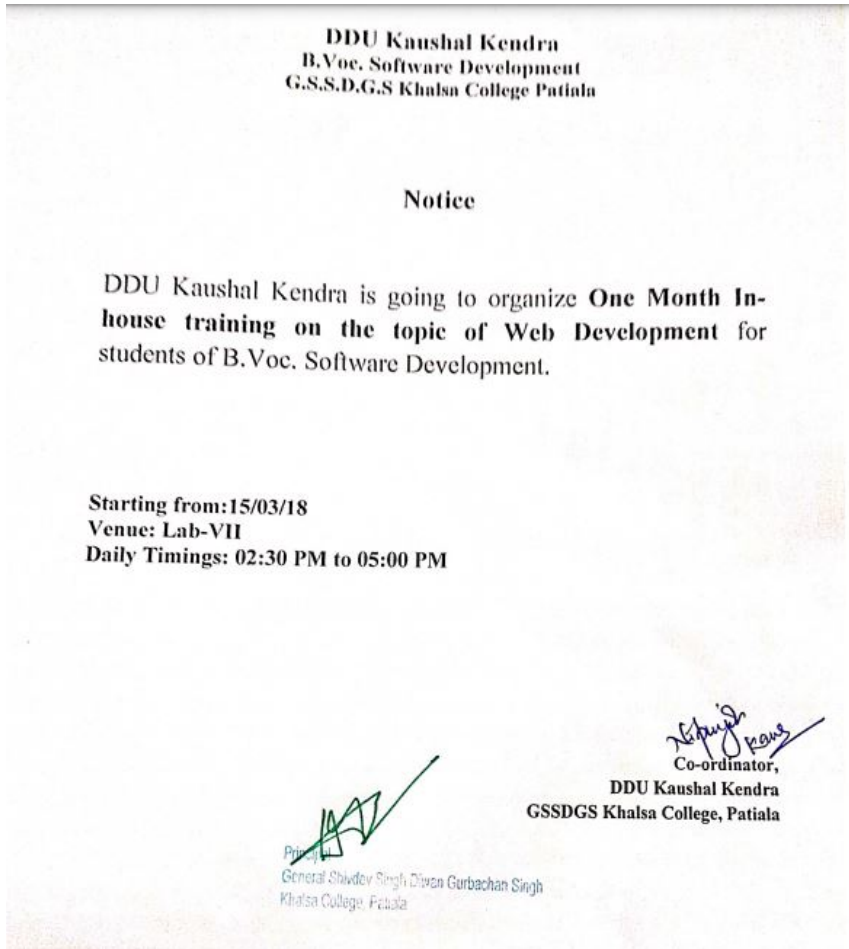 DDU Kaushal Kendra
B.Voc. Software Development
G.S.S.D.G.S Khalsa College Patiala
Notice
DDU Kaushal Kendra is going to organize One Month In-
house training on the topic of Web Development for
students of B.Voc. Software Development.
Starting from:15/03/18
Venue: Lab-VII
Daily Timings: 02:30 PM to 05:00 PM
Co-ordinator,
DDU Kaushal Kendra
GSSDGS Khalsa College, Patiala
Principal
General Shivdev Singh Diwan Gurbachan Singh
Khalsa College, Patiala